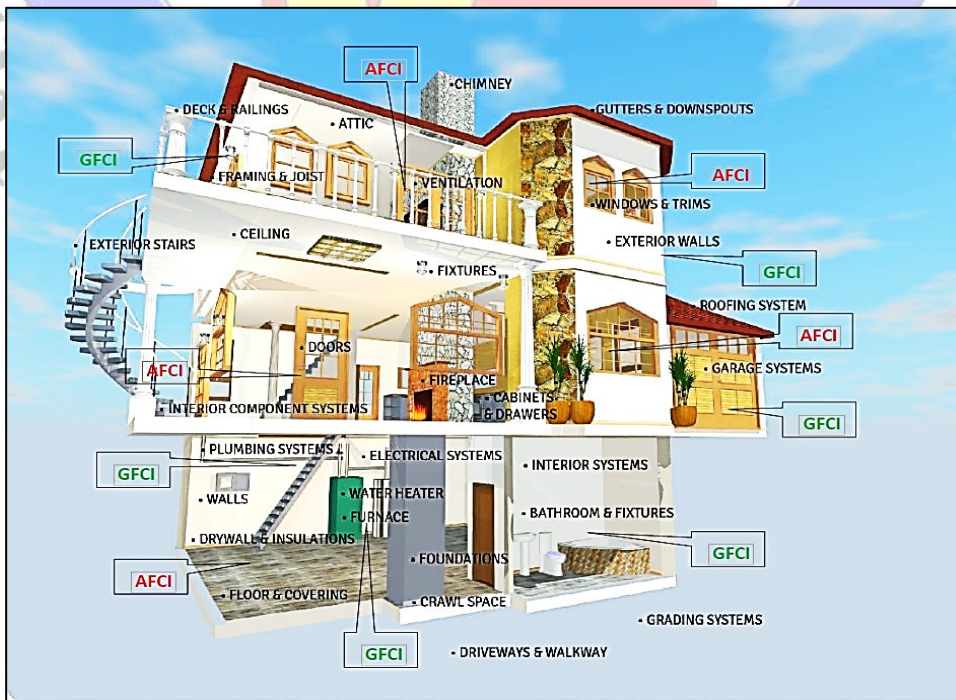 AFCI
• CHIMNEY
• DECK & RAILINGS
• GUTTERS & DOWNSPOUTS
• ATTIC
GFCI
• FRAMING & JOIST
• VENTILATION
AFCI
• WINDOWS & TRIMS
• CEILING
• EXTERIOR STAIRS
• EXTERIOR WALLS
• FIXTURES
GFCI
• ROOFING SYSTEM
AFCI
• DOORS
AFCI
• GARAGE SYSTEMS
• FIREPLACE
• CABINETS
& DRAWERS
• INTERIOR COMPONENT SYSTEMS
GFCI
• PLUMBING SYSTEMS
• ELECTRICAL SYSTEMS
• INTERIOR SYSTEMS
GFCI
• WALLS
• WATER HEATER
• FURNACE
• BATHROOM & FIXTURES
• DRYWALL & INSULATIONS
GFCI
• FOUNDATIONS
AFCI
• FLOOR & COVERING
• CRAWL SPACE
• GRADING SYSTEMS
GFCI
• DRIVEWAYS & WALKWAY